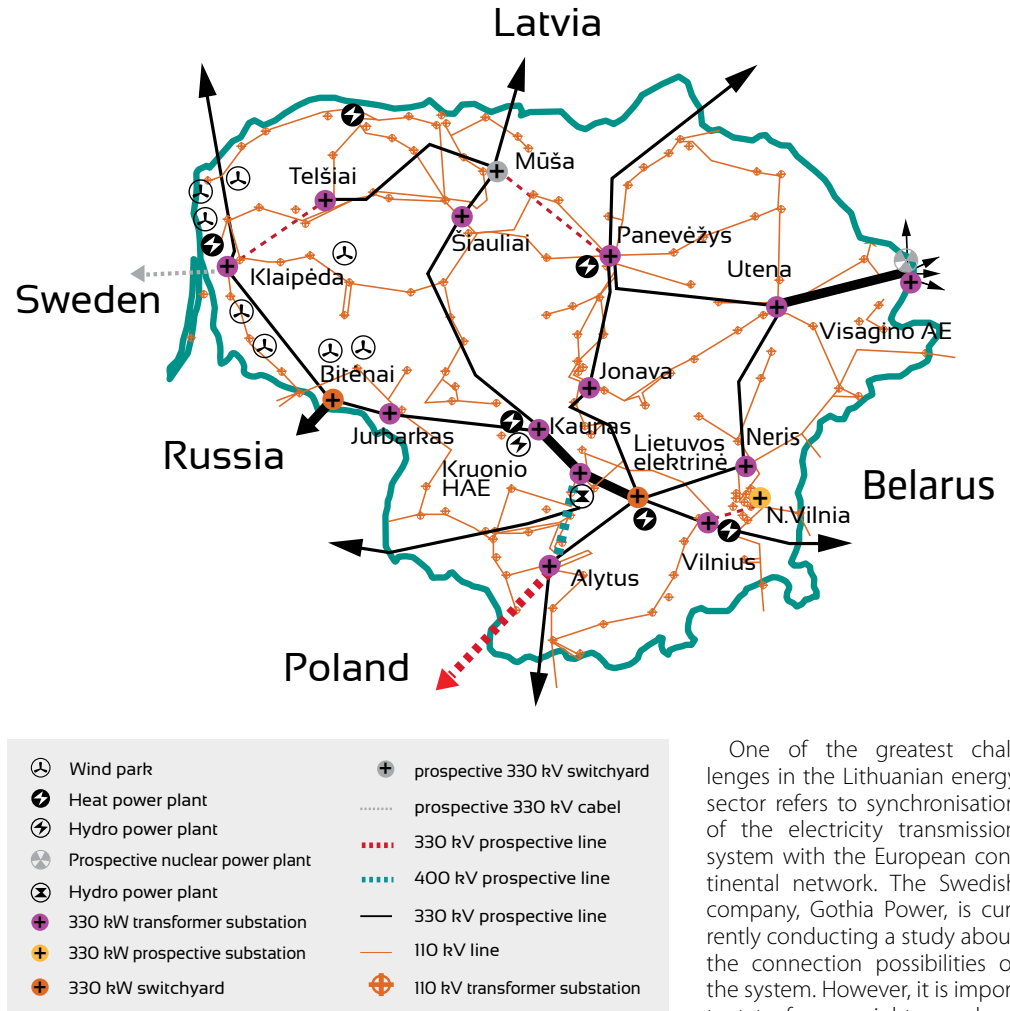 Latvia
Mūša
Telšiai
Šiauliai
Panevėžys
Utena
Klaipėda
Sweden
Visagino AE
Bitėnai
Jonava
Jurbarkas
Kaunas
Russia
Lietuvos
elektrinė
Neris
Kruonio
HAE
Belarus
N.Vilnia
Vilnius
Alytus
Poland
Wind park
Heat power plant
Hydro power plant
Prospective nuclear power plant
Hydro power plant
330 kW transformer substation
330 kW prospective substation
330 kW switchyard
prospective 330 kV switchyard
prospective 330 kV cabel
330 kV prospective line
400 kV prospective line
330 kV prospective line
110 kV line
110 kV transformer substation
One of the greatest chal-
lenges in the Lithuanian energy
sector refers to synchronisation
of the electricity transmission
system with the European con-
tinental network. The Swedish
company, Gothia Power, is cur-
rently conducting a study about
the connection possibilities o
the system. However, it is impor